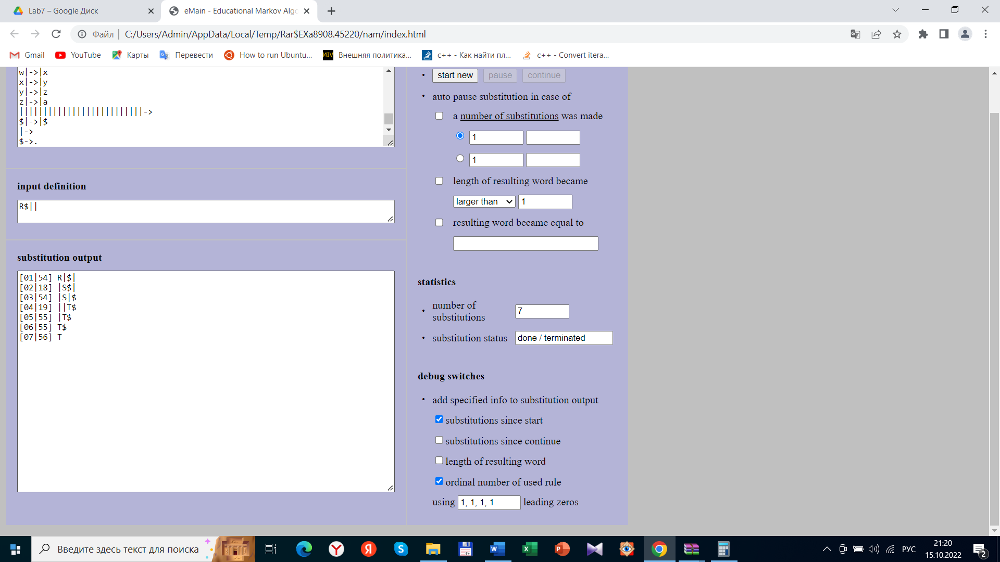 Lab7 – Google Диск
eMain - Educational Markov Algo
Файл
C:/Users/Admin/AppData/Local/Temp/Rar$EXa8908.45220/nam/index.html
Gmail
YouTube
Карты
Перевести
How to run Ubuntu...
Внешняя политика...
c++ - Как найти пл...
c++ - Convert itera...
w|->|x
x|->|y
y|->|z
z|->|a
||||||||||||||||||||||||||->
$|->|$
|->
$->.
input definition
R$||
substitution output
[01|54] R|$|
[02|18] |S$|
[03|54] |S|$
[04|19] ||T$
[05|55] |T$
[06|55] T$
[07|56] T
start new
pause
continue
auto pause substitution in case of
a number of substitutions was made
1
1
length of resulting word became
larger than
1
resulting word became equal to
statistics
number of
substitutions
7
substitution status
done / terminated
debug switches
add specified info to substitution output
substitutions since start
substitutions since continue
length of resulting word
ordinal number of used rule
using 1, 1, 1, 1 leading zeros
Введите здесь текст для поиска
РУС
21:20
15.10.2022
2